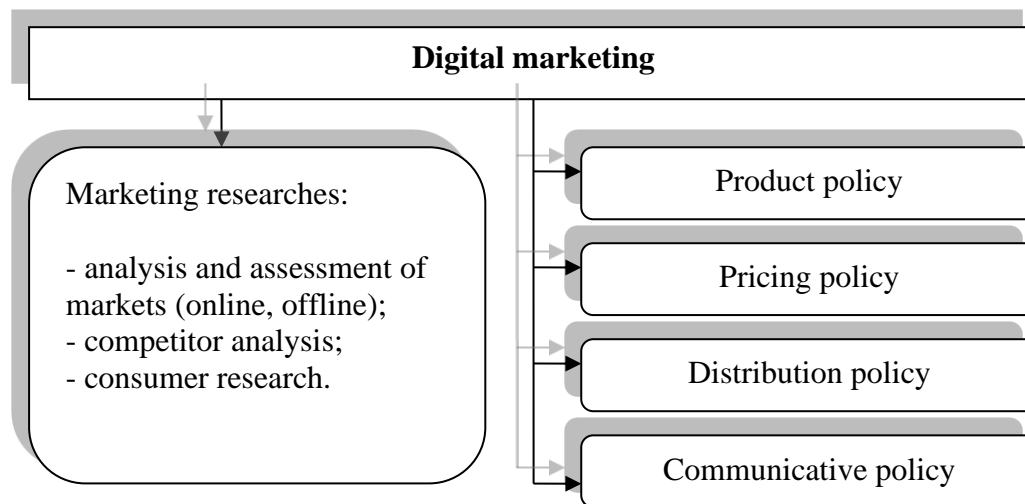 Digital marketing
Marketing researches:
- analysis and assessment of
markets (online, offline);
- competitor analysis;
- consumer research.
Product policy
Pricing policy
Distribution policy
Communicative policy